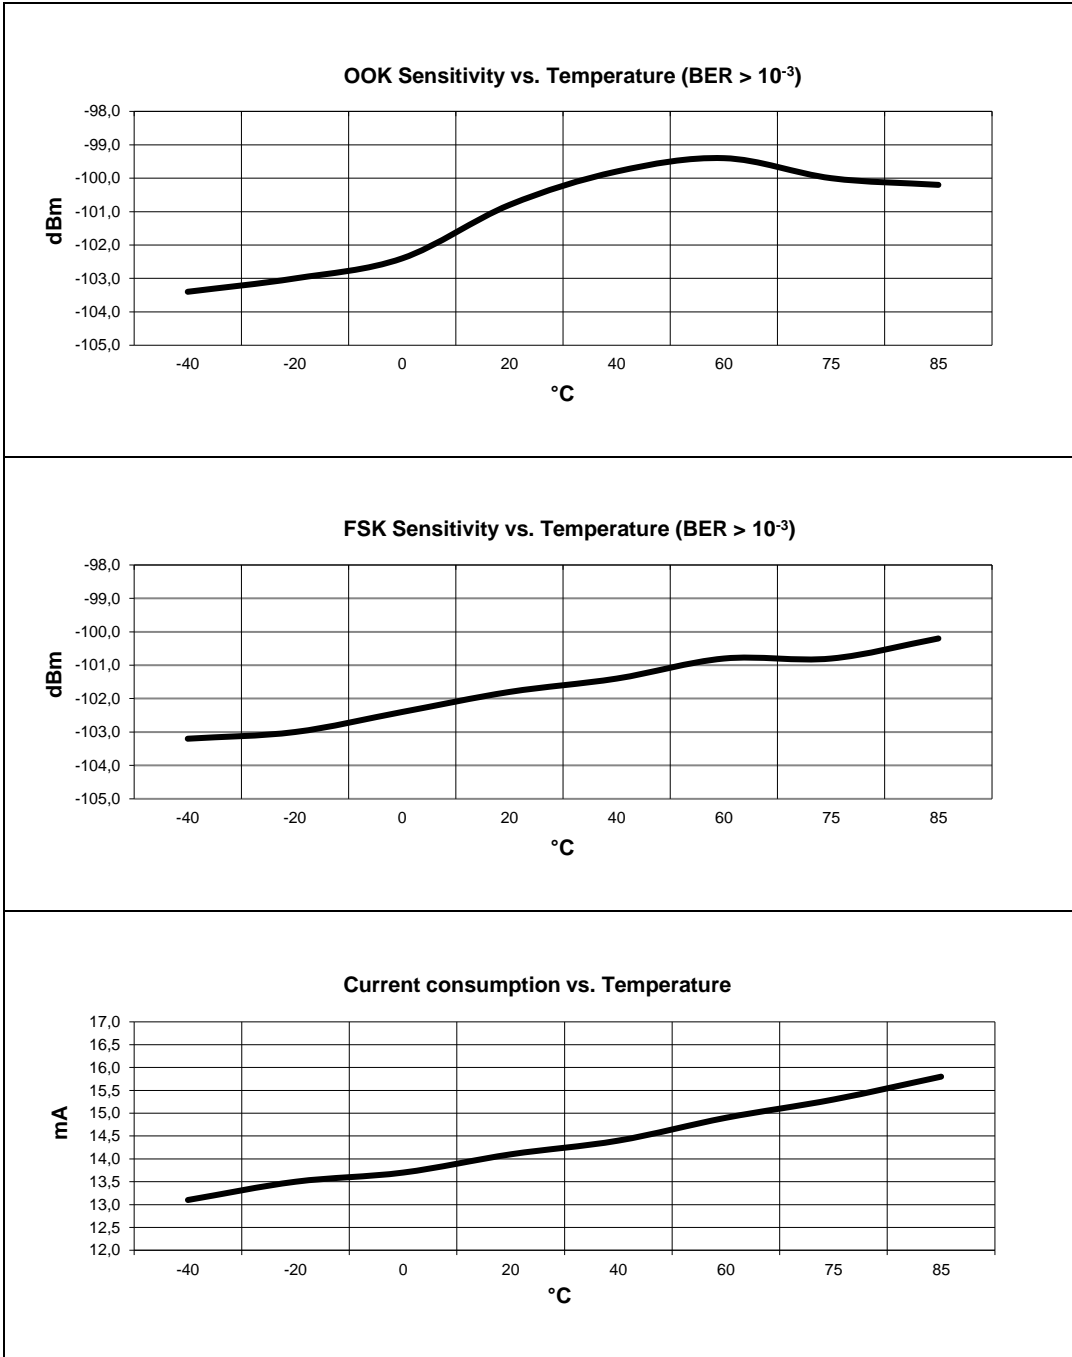 OOK Sensitivity vs. Temperature (BER > 10⁻³)
-98,0
-99,0
-100,0
-101,0
-102,0
-103,0
-104,0
-105,0
dBm
-40 -20 0 20 40 60 75 85
°C
FSK Sensitivity vs. Temperature (BER > 10⁻³)
-98,0
-99,0
-100,0
-101,0
-102,0
-103,0
-104,0
-105,0
dBm
-40 -20 0 20 40 60 75 85
°C
Current consumption vs. Temperature
17,0
16,5
16,0
15,5
15,0
14,5
14,0
13,5
13,0
12,5
12,0
mA
-40 -20 0 20 40 60 75 85
°C